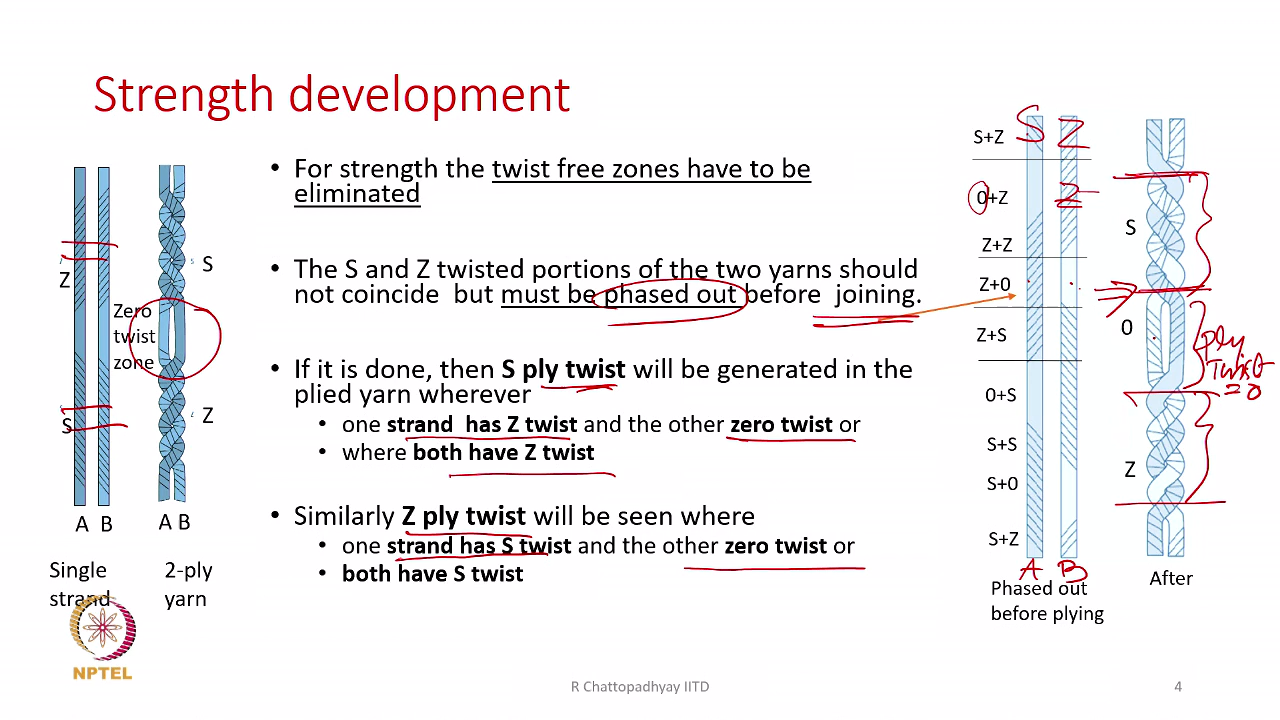 Strength development
Z
S
A B
Single
strand
S
Zero
twist
zone
Z
A B
2-ply
yarn
• For strength the twist free zones have to be
eliminated
• The S and Z twisted portions of the two yarns should
not coincide but must be phased out before joining.
• If it is done, then S ply twist will be generated in the
plied yarn wherever
• one strand has Z twist and the other zero twist or
• where both have Z twist
• Similarly Z ply twist will be seen where
• one strand has S twist and the other zero twist or
• both have S twist
S Z
S+Z
0+Z
Z
Z+Z
Z+0
Z+S
0+S
S+S
S+0
S+Z
A B
Phased out
before plying
S
0
Z
Ply
Twist
=0
After
NPTEL
R Chattopadhyay IITD
4